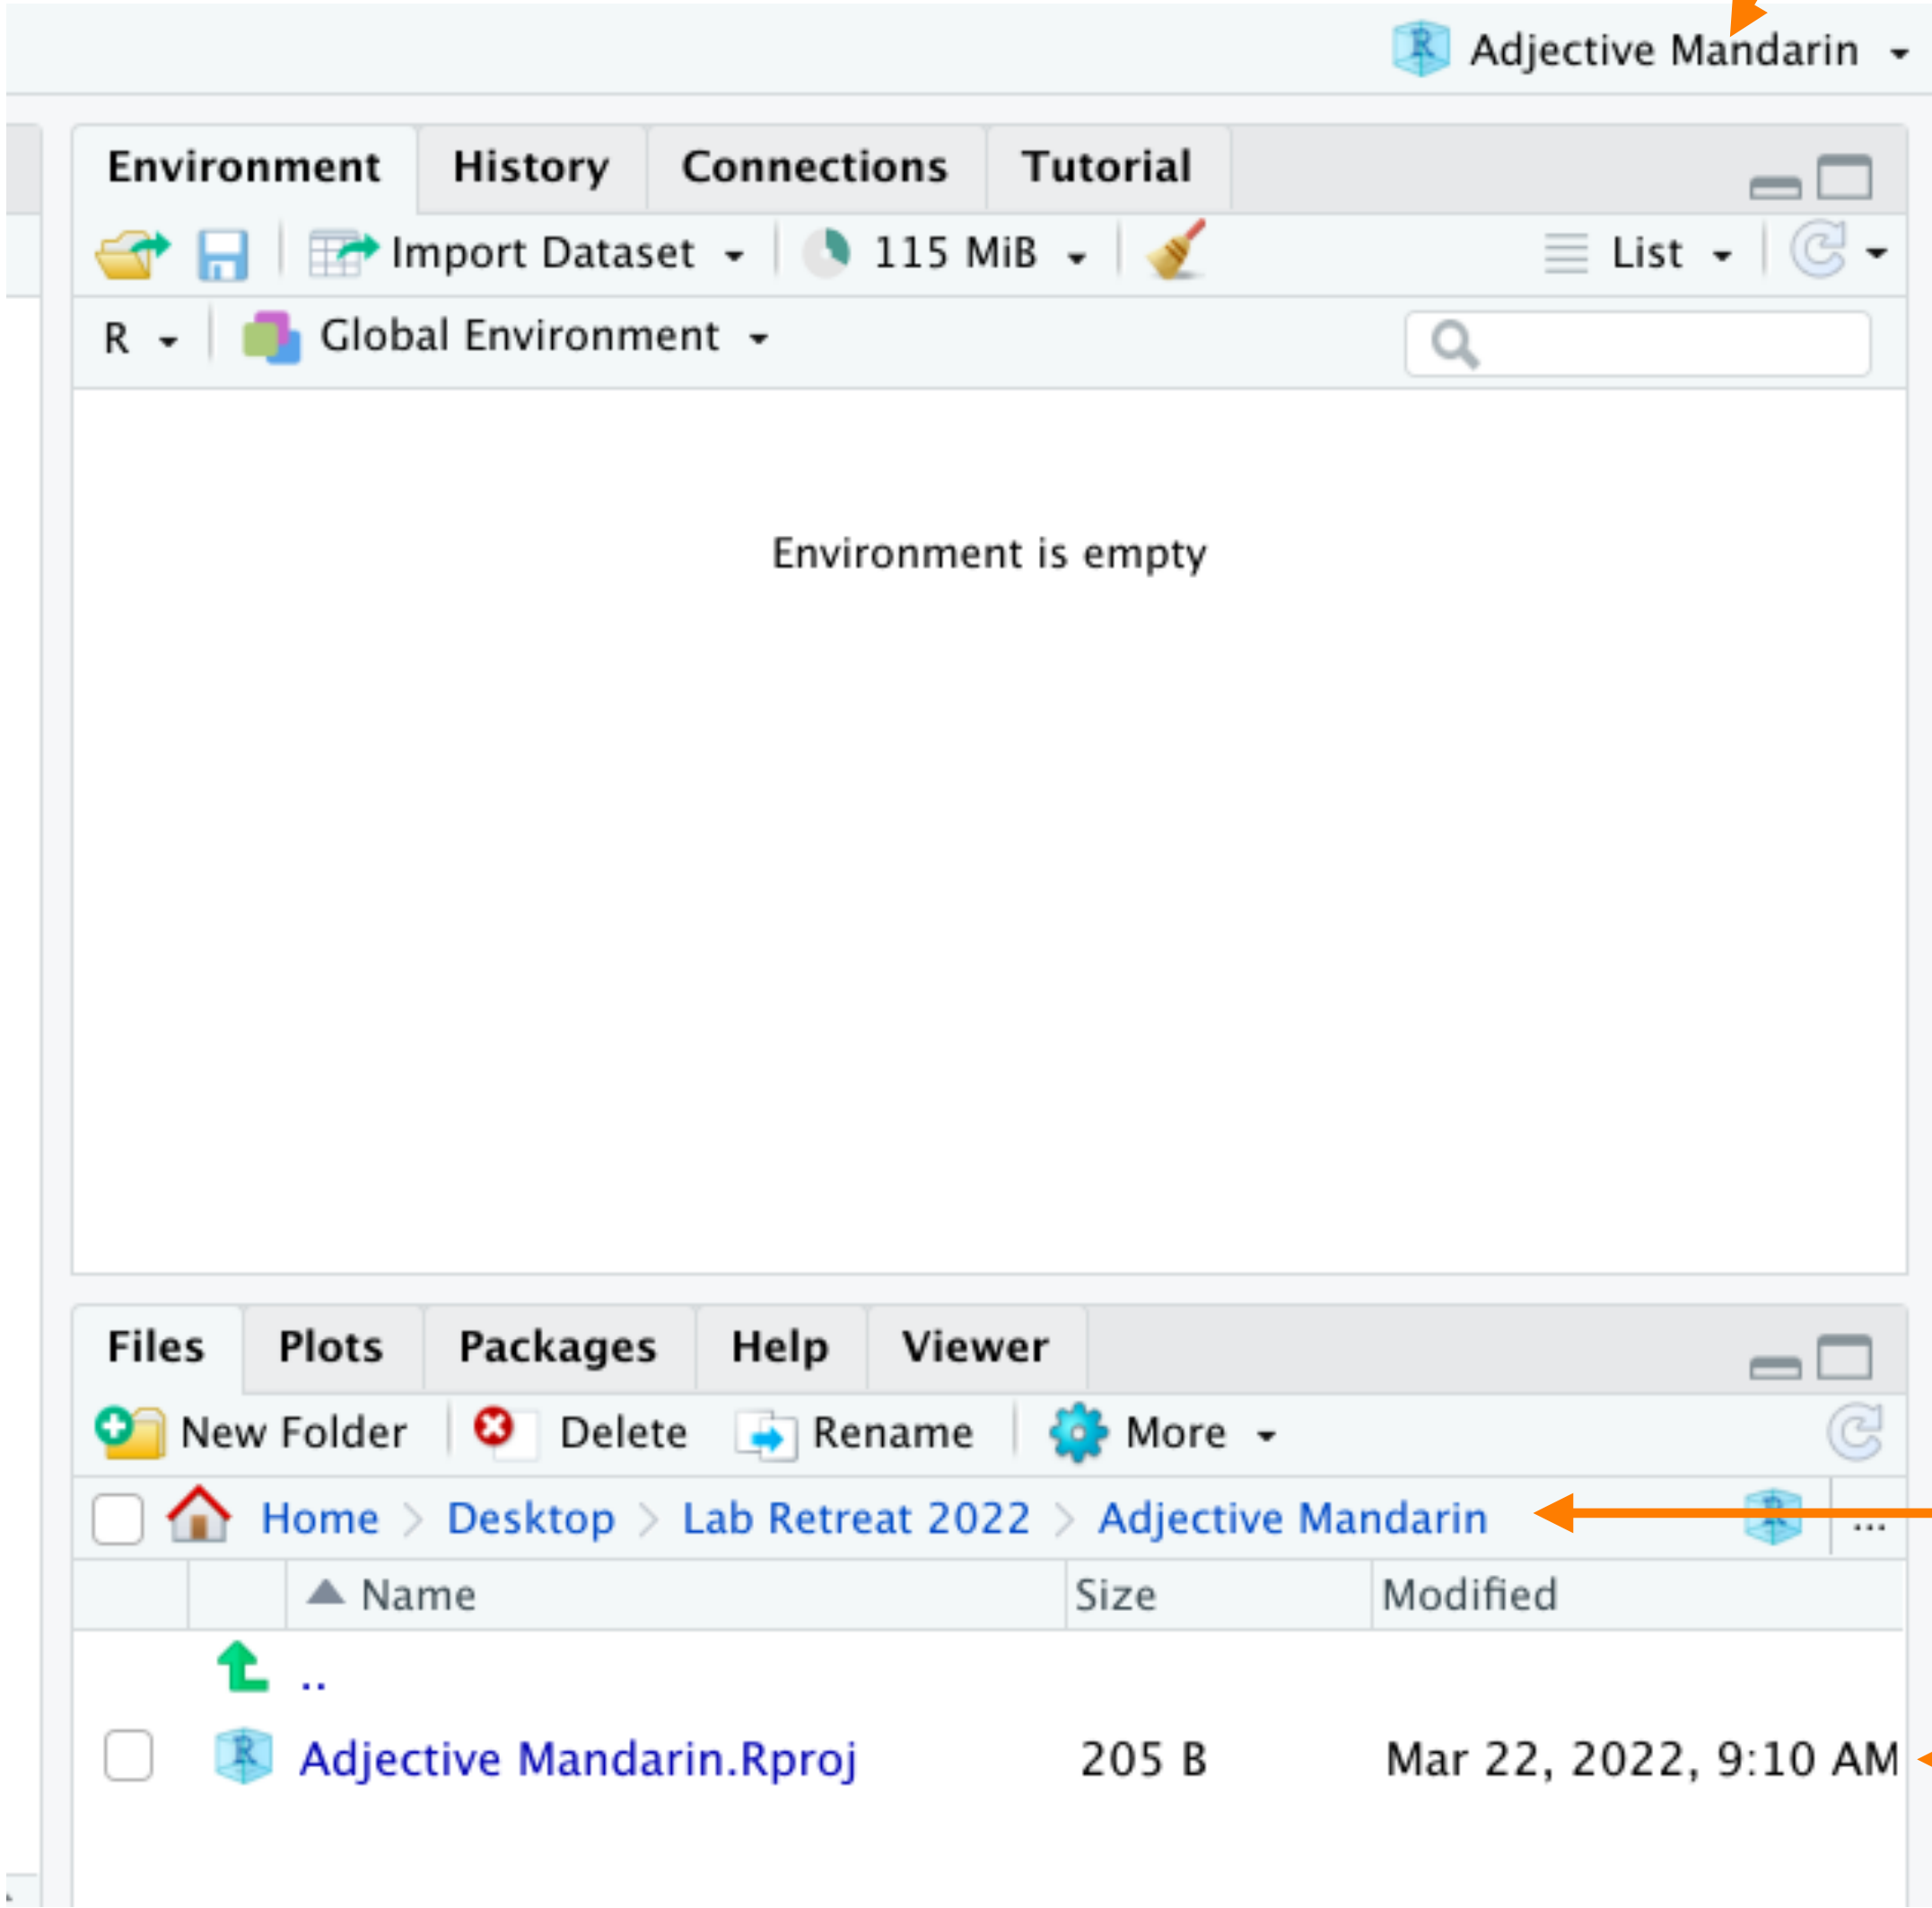 Adjective Mandarin
Environment History Connections Tutorial
Import Dataset 115 MiB List
R Global Environment
Environment is empty
Files Plots Packages Help Viewer
New Folder Delete Rename More
Home > Desktop > Lab Retreat 2022 > Adjective Mandarin ...
Name Size Modified
..
Adjective Mandarin.Rproj 205 B Mar 22, 2022, 9:10 AM